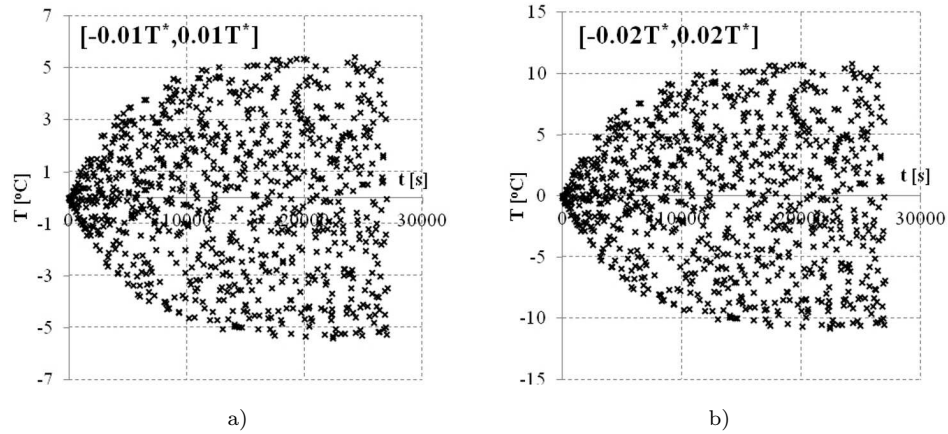 [-0.01T*,0.01T*]
7
5
3
1
-1
-3
-5
-7
T [ºC]
0
10000
20000
30000
t [s]
a)
[-0.02T*,0.02T*]
15
10
5
0
-5
-10
-15
T [ºC]
0
10000
20000
30000
t [s]
b)